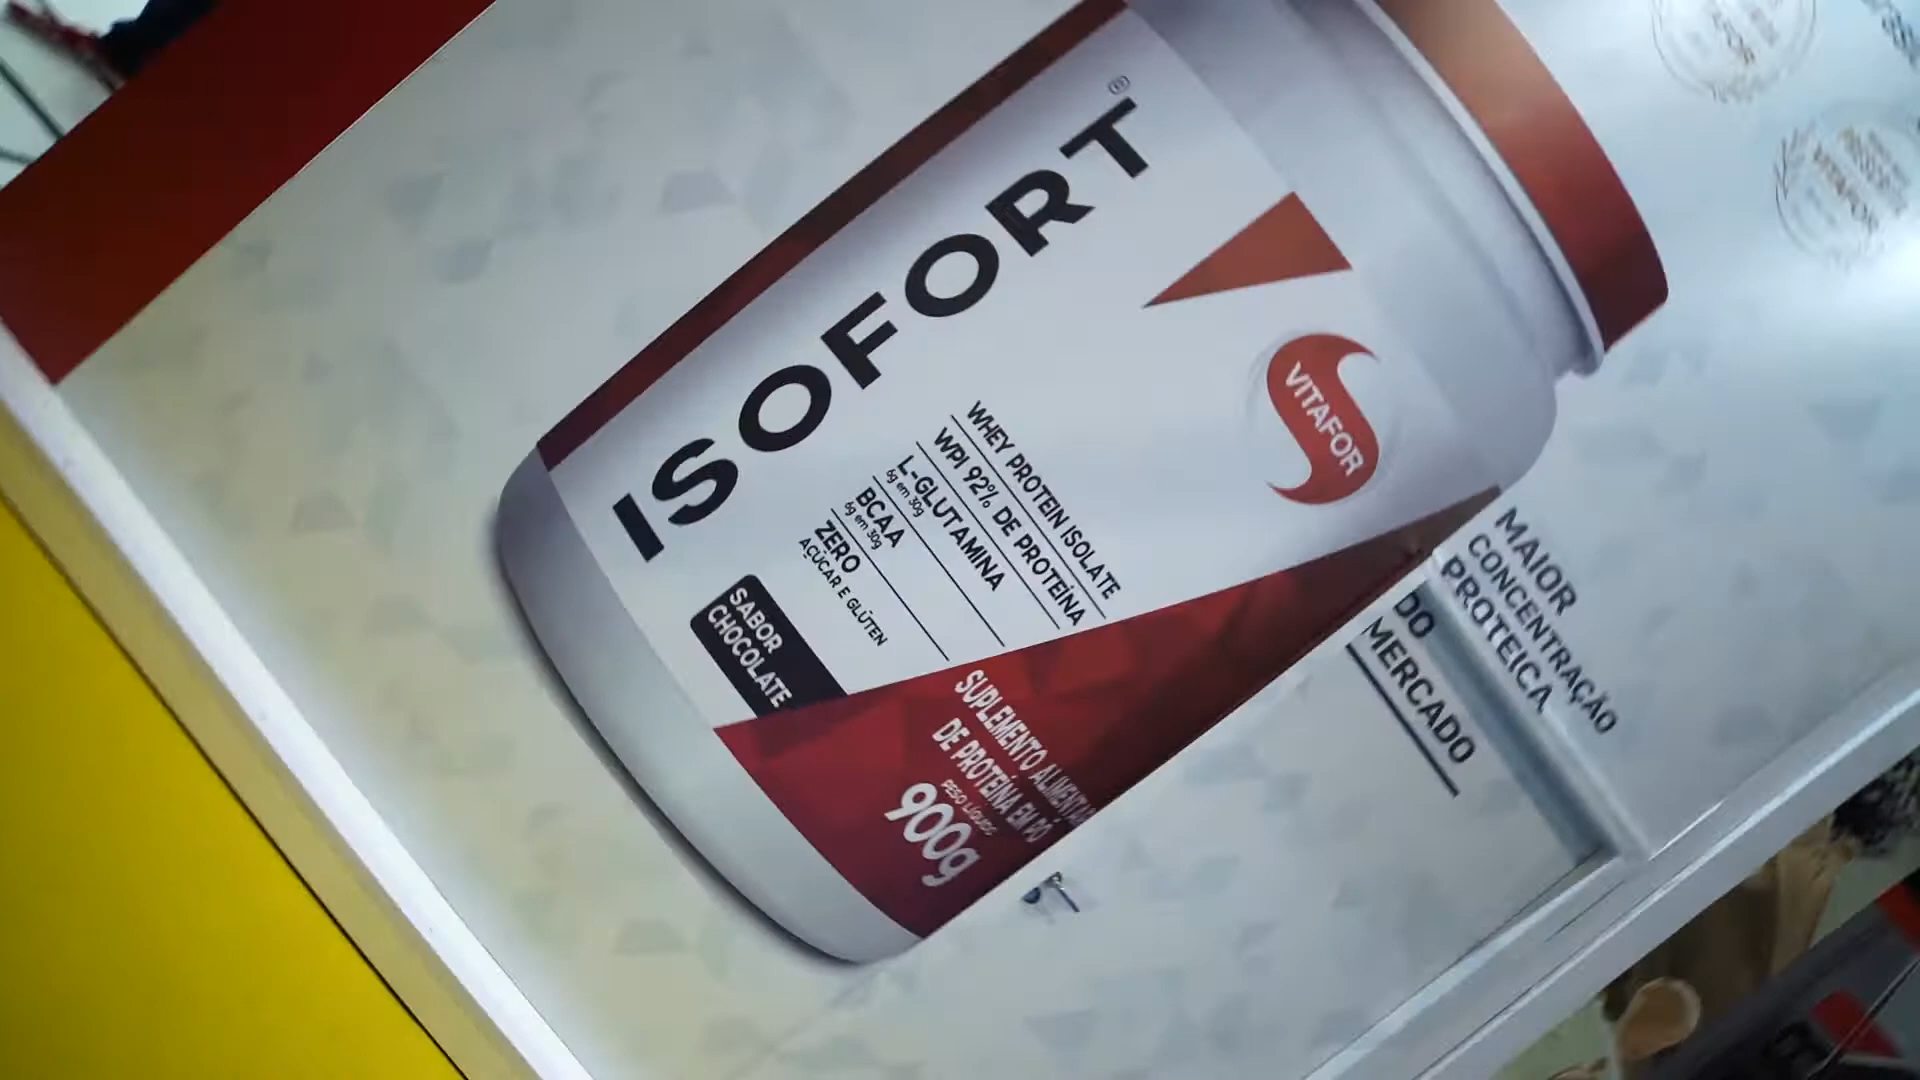 VITAFOR
ISOFORT®
WHEY PROTEIN ISOLATE
WPI 92% DE PROTEÍNA
L-GLUTAMINA
6g em 30g
BCAA
6g em 30g
ZERO
AÇÚCAR E GLÚTEN
SABOR
CHOCOLATE
SUPLEMENTO
DE PROTEÍNA EM PÓ
PESO LÍQUIDO
900g
MAIOR
CONCENTRAÇÃO
PROTEICA
DO
MERCADO